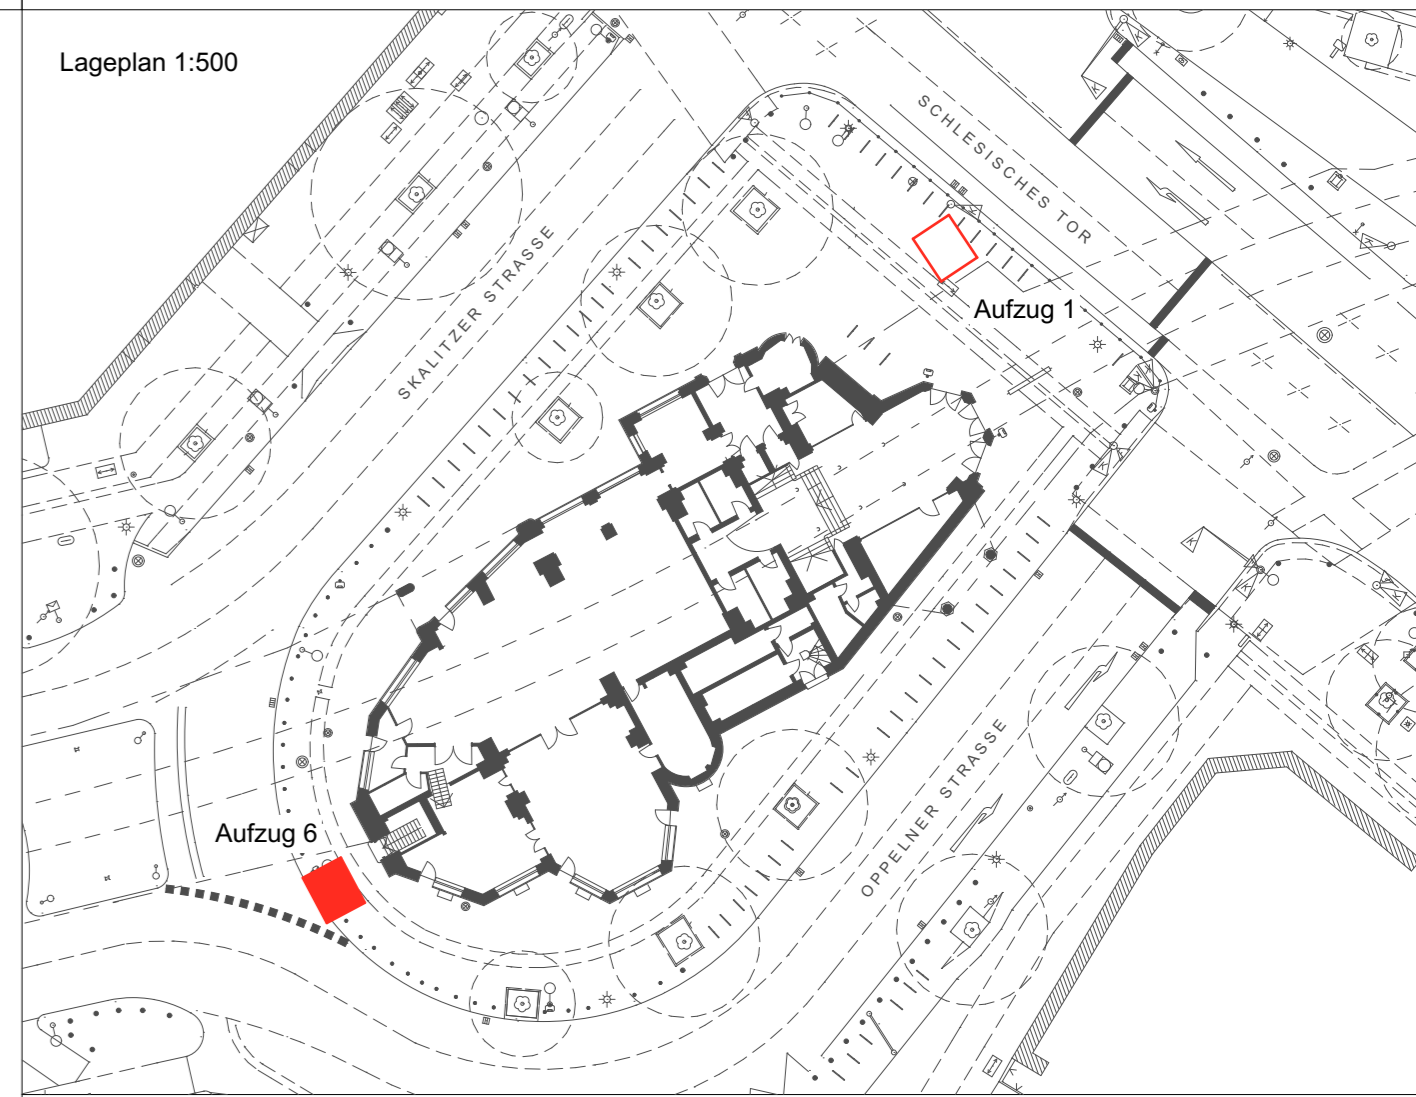 Lageplan 1:500
SCHLESISCHES TOR
SKALITZER STRASSE
Aufzug 1
OPPELNER STRASSE
Aufzug 6